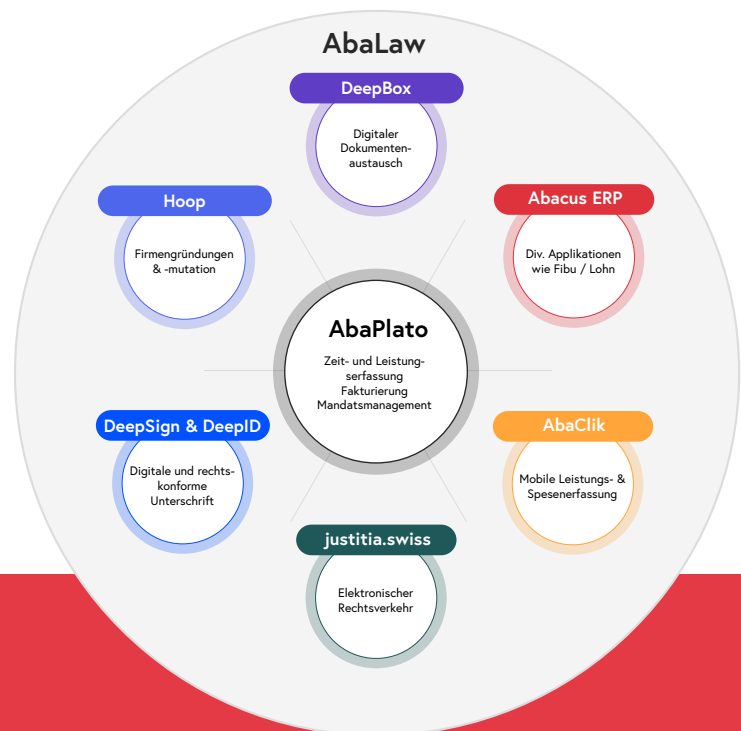 AbaLaw
DeepBox
Digitaler
Dokumenten-
austausch
Hoop
Firmengründungen
& -mutation
Abacus ERP
Div. Applikationen
wie Fibu / Lohn
AbaPlato
Zeit- und Leistung-
serfassung
Fakturierung
Mandatsmanagement
DeepSign & DeepID
Digitale und rechts-
konforme
Unterschrift
AbaClik
Mobile Leistungs- &
Spesenerfassung
justitia.swiss
Elektronischer
Rechtsverkehr